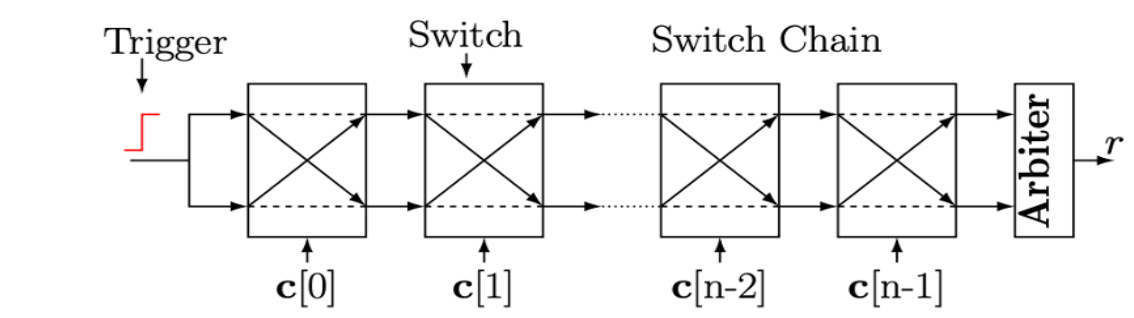 Trigger
Switch
Switch Chain
Arbiter
r
c[0]
c[1]
c[n-2]
c[n-1]